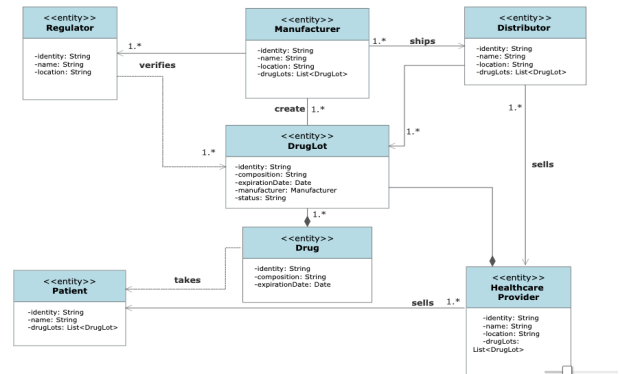 <<entity>>
Regulator
-identity: String
-name: String
-location: String
<<entity>>
Manufacturer
-identity: String
-name: String
-location: String
-drugLots: List<DrugLot>
<<entity>>
Distributor
-identity: String
-name: String
-location: String
-drugLots: List<DrugLot>
1.*
verifies
1.*
ships
create
1.*
1.*
1.*
1.*
sells
<<entity>>
DrugLot
-identity: String
-composition: String
-expirationDate: Date
-manufacturer: Manufacturer
-status: String
1.*
<<entity>>
Drug
-identity: String
-composition: String
-expirationDate: Date
takes
<<entity>>
Patient
-identity: String
-name: String
-drugLots: List<DrugLot>
sells
1.*
<<entity>>
Healthcare
Provider
-identity: String
-name: String
-location: String
-drugLots:
List<DrugLot>